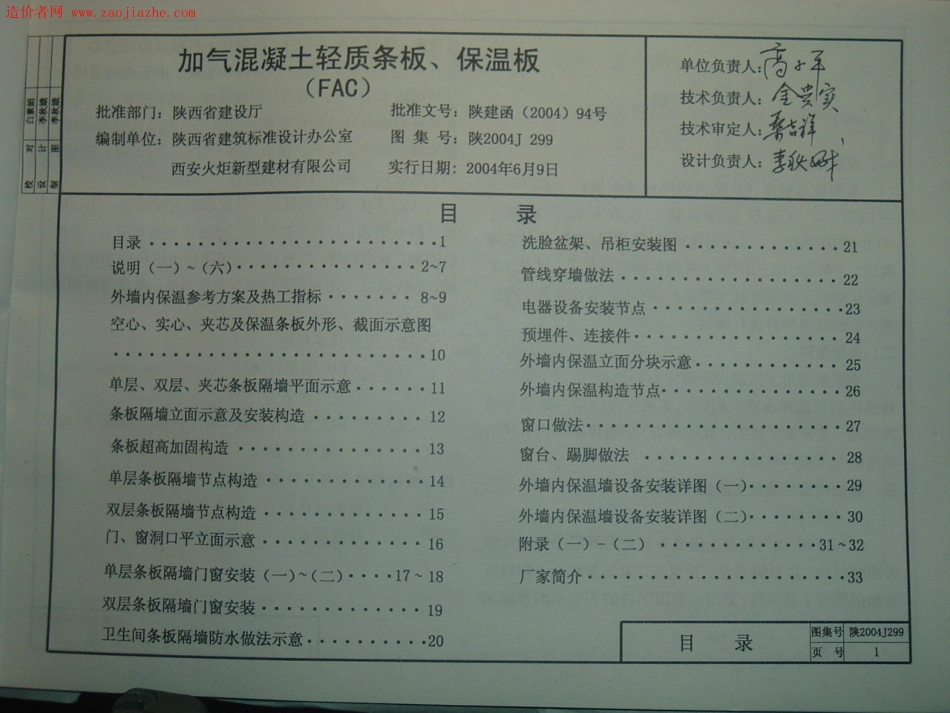 造价者网 www.zaojiazhe.com
加气混凝土轻质条板、保温板
(FAC)
批准部门：陕西省建设厅
批准文号：陕建函（2004）94号
编制单位：陕西省建筑标准设计办公室
图 集 号：陕2004J 299
西安火炬新型建材有限公司
实行日期：2004年6月9日
单位负责人：
技术负责人：
技术审定人：
设计负责人：
校 对
设 计
制 图
目 录
目录 ··························1
说明（一）~（六）·················2~7
外墙内保温参考方案及热工指标 ······· 8~9
空心、实心、夹芯及保温条板外形、截面示意图
····························10
单层、双层、夹芯条板隔墙平面示意 ·······11
条板隔墙立面示意及安装构造 ·········· 12
条板超高加固构造 ················· 13
单层条板隔墙节点构造 ··············· 14
双层条板隔墙节点构造 ··············· 15
门、窗洞口平立面示意 ··············· 16
单层条板隔墙门窗安装（一）~（二）····17~18
双层条板隔墙门窗安装 ··············· 19
卫生间条板隔墙防水做法示意 ···········20
洗脸盆架、吊柜安装图 ·············· 21
管线穿墙做法 ···················· 22
电器设备安装节点 ·················23
预埋件、连接件 ··················· 24
外墙内保温立面分块示意 ············· 25
外墙内保温构造节点 ················ 26
窗口做法 ·······················27
窗台、踢脚做法 ·················· 28
外墙内保温墙设备安装详图（一）········29
外墙内保温墙设备安装详图（二）········ 30
附录（一）-（二） ··············31~32
厂家简介 ·······················33
目 录
图集号 陕2004J299
页 号 1